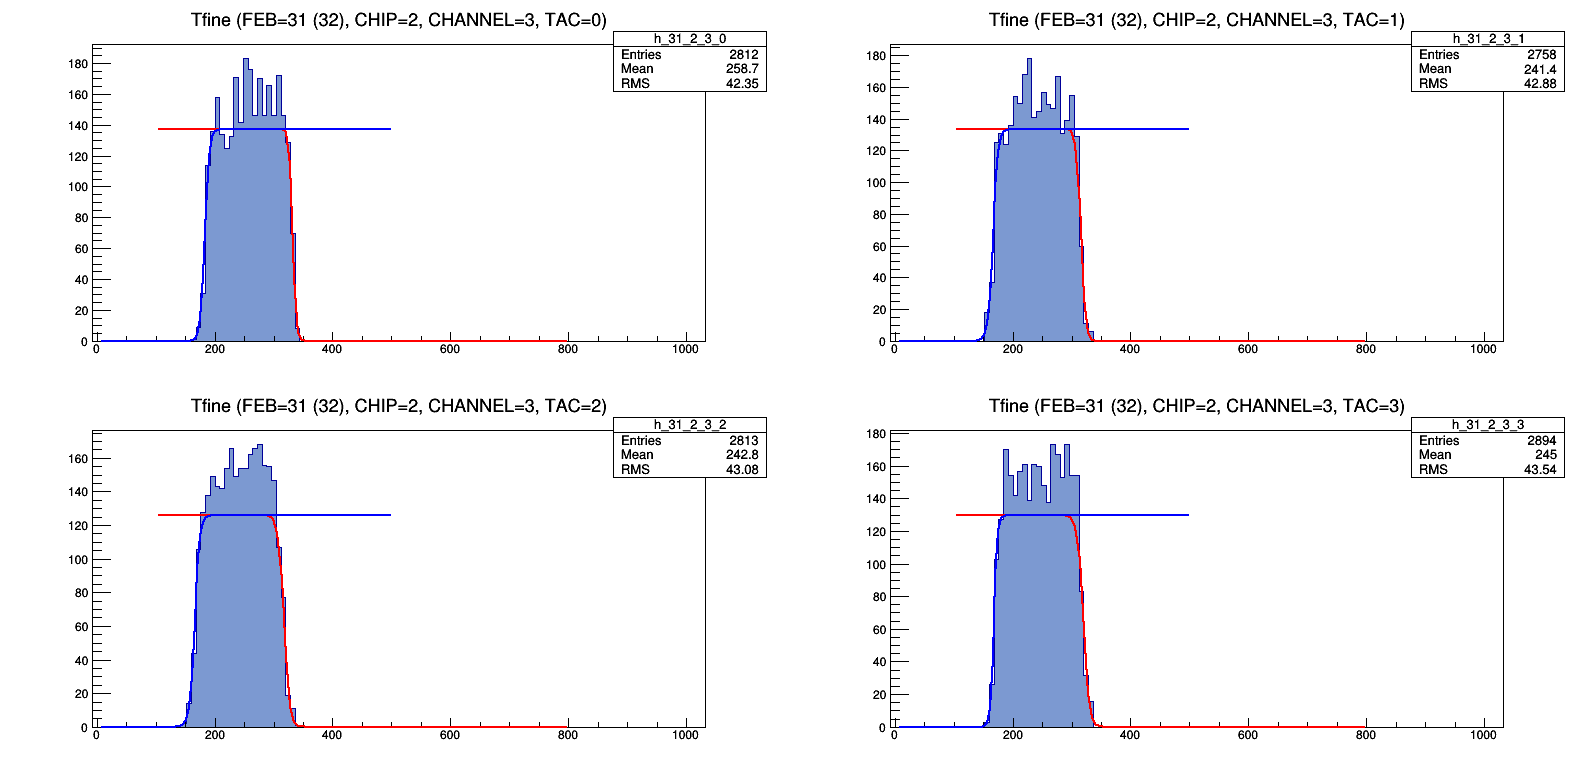 Tfine (FEB=31 (32), CHIP=2, CHANNEL=3, TAC=0)
h_31_2_3_0
Entries 2812
Mean 258.7
RMS 42.35
180
160
140
120
100
80
60
40
20
0
0 200 400 600 800 1000
Tfine (FEB=31 (32), CHIP=2, CHANNEL=3, TAC=1)
h_31_2_3_1
Entries 2758
Mean 241.4
RMS 42.88
180
160
140
120
100
80
60
40
20
0
0 200 400 600 800 1000
Tfine (FEB=31 (32), CHIP=2, CHANNEL=3, TAC=2)
h_31_2_3_2
Entries 2813
Mean 242.8
RMS 43.08
160
140
120
100
80
60
40
20
0
0 200 400 600 800 1000
Tfine (FEB=31 (32), CHIP=2, CHANNEL=3, TAC=3)
h_31_2_3_3
Entries 2894
Mean 245
RMS 43.54
180
160
140
120
100
80
60
40
20
0
0 200 400 600 800 1000